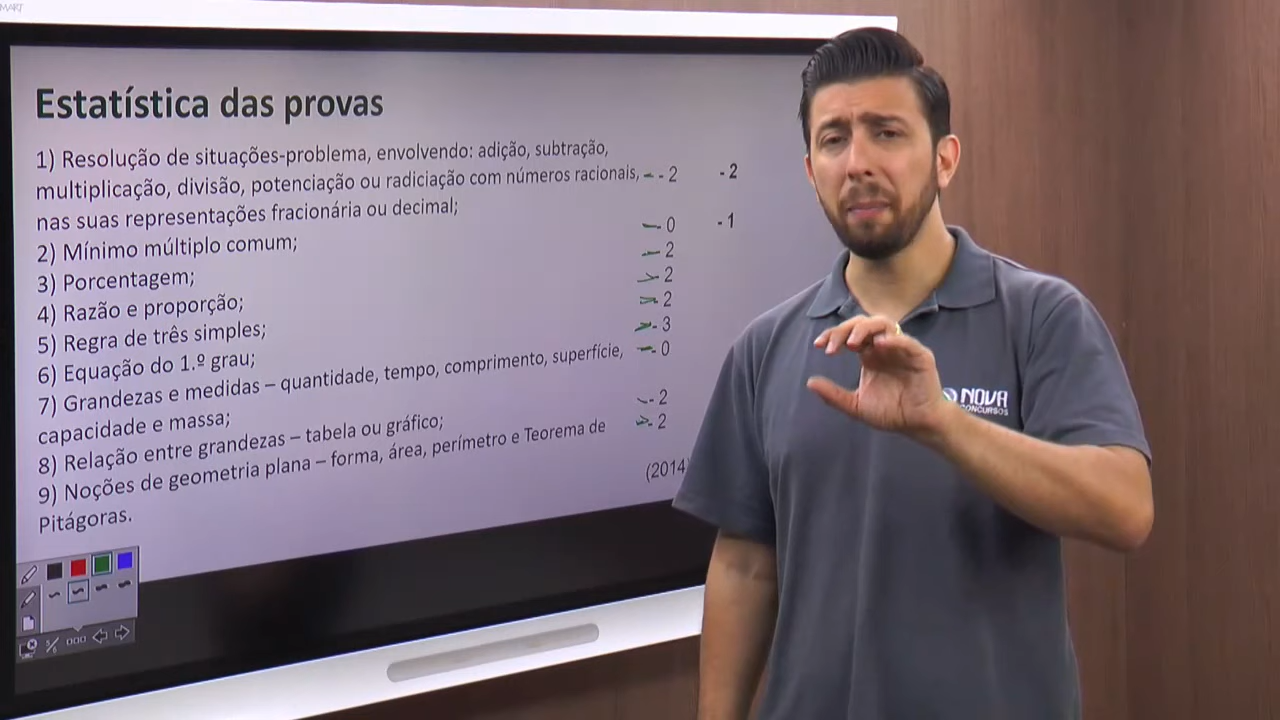 MART
Estatística das provas
1) Resolução de situações-problema, envolvendo: adição, subtração,
multiplicação, divisão, potenciação ou radiciação com números racionais, - 2 - 2
nas suas representações fracionária ou decimal;
2) Mínimo múltiplo comum; - 0 - 1
3) Porcentagem; - 2
4) Razão e proporção; - 2
5) Regra de três simples; - 2
6) Equação do 1.º grau; - 3
7) Grandezas e medidas – quantidade, tempo, comprimento, superfície, - 0
capacidade e massa;
8) Relação entre grandezas – tabela ou gráfico; - 2
9) Noções de geometria plana – forma, área, perímetro e Teorema de - 2
Pitágoras.
(2014)
NOVA
CONCURSOS